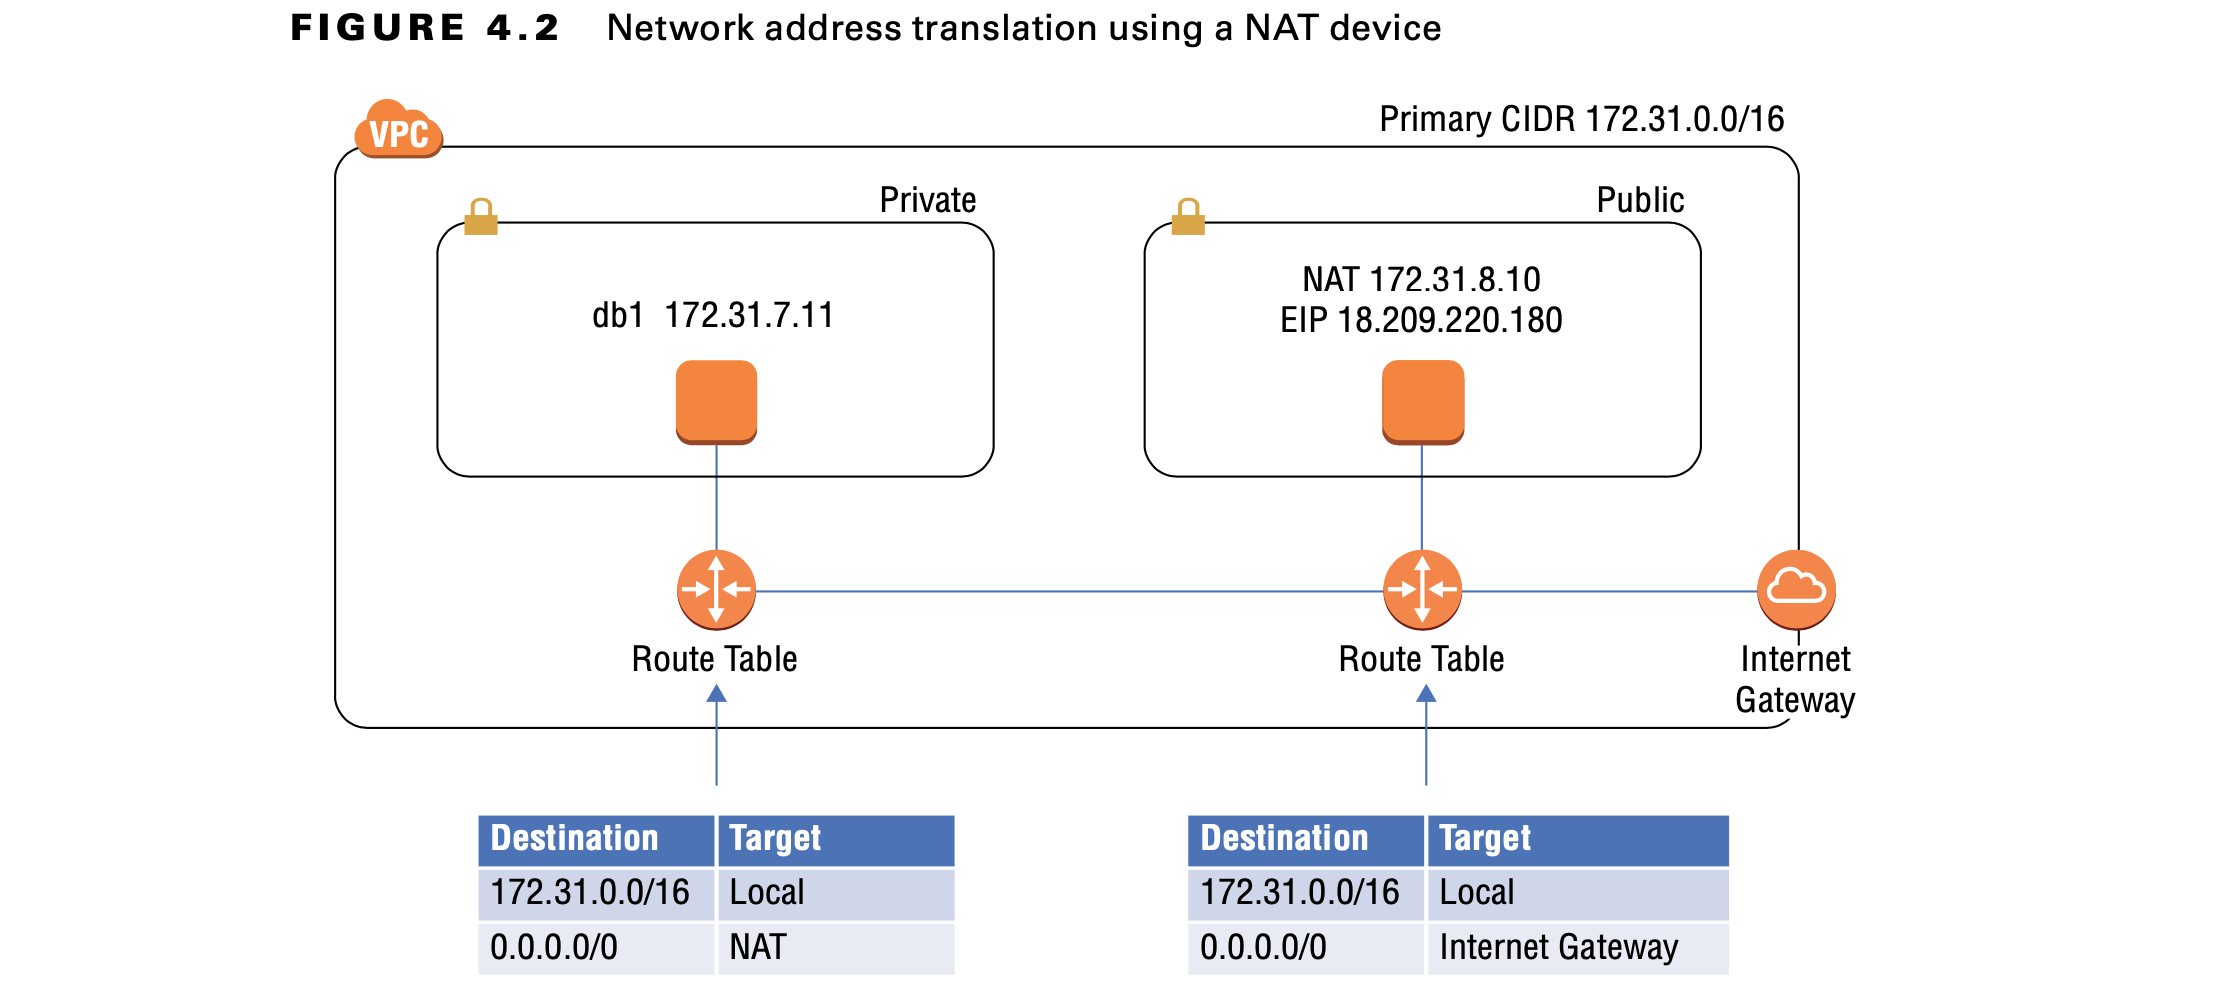 FIGURE 4.2 Network address translation using a NAT device
VPC
Primary CIDR 172.31.0.0/16
Private
db1 172.31.7.11
Public
NAT 172.31.8.10
EIP 18.209.220.180
Route Table
Route Table
Internet
Gateway
Destination Target
172.31.0.0/16 Local
0.0.0.0/0 NAT
Destination Target
172.31.0.0/16 Local
0.0.0.0/0 Internet Gateway